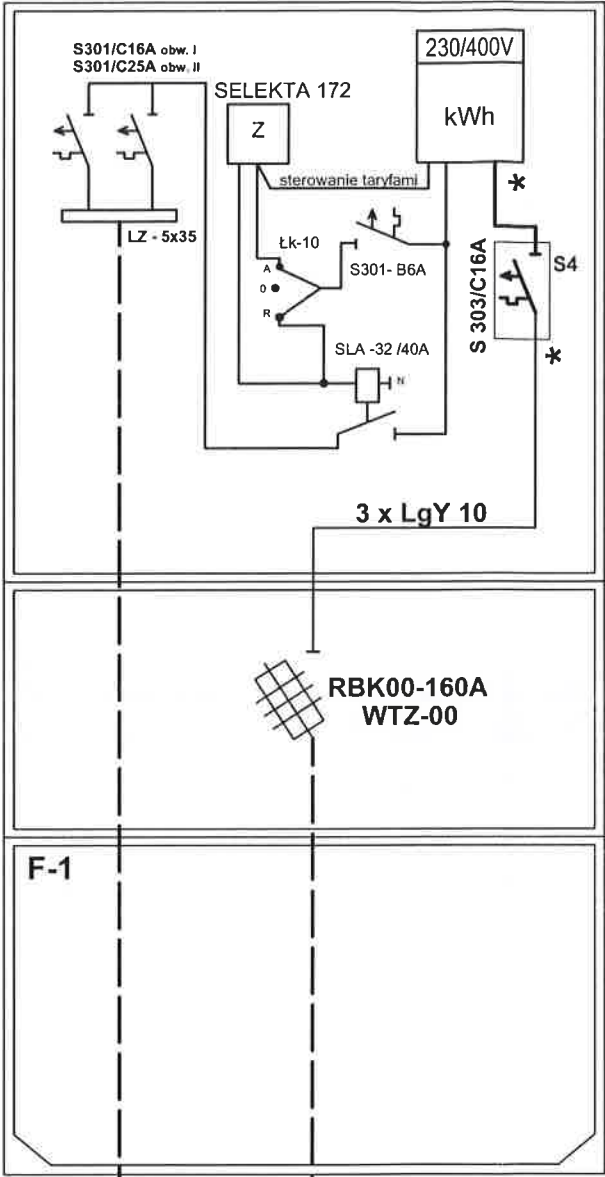 S301/C16A obw. I
S301/C25A obw. II
230/400V
kWh
SELEKTA 172
Z
sterowanie taryfami
*
LZ - 5x35
Łk-10
A
0
R
S301- B6A
S 303/C16A
S4
*
SLA -32 /40A
N
3 x LgY 10
RBK00-160A
WTZ-00
F-1